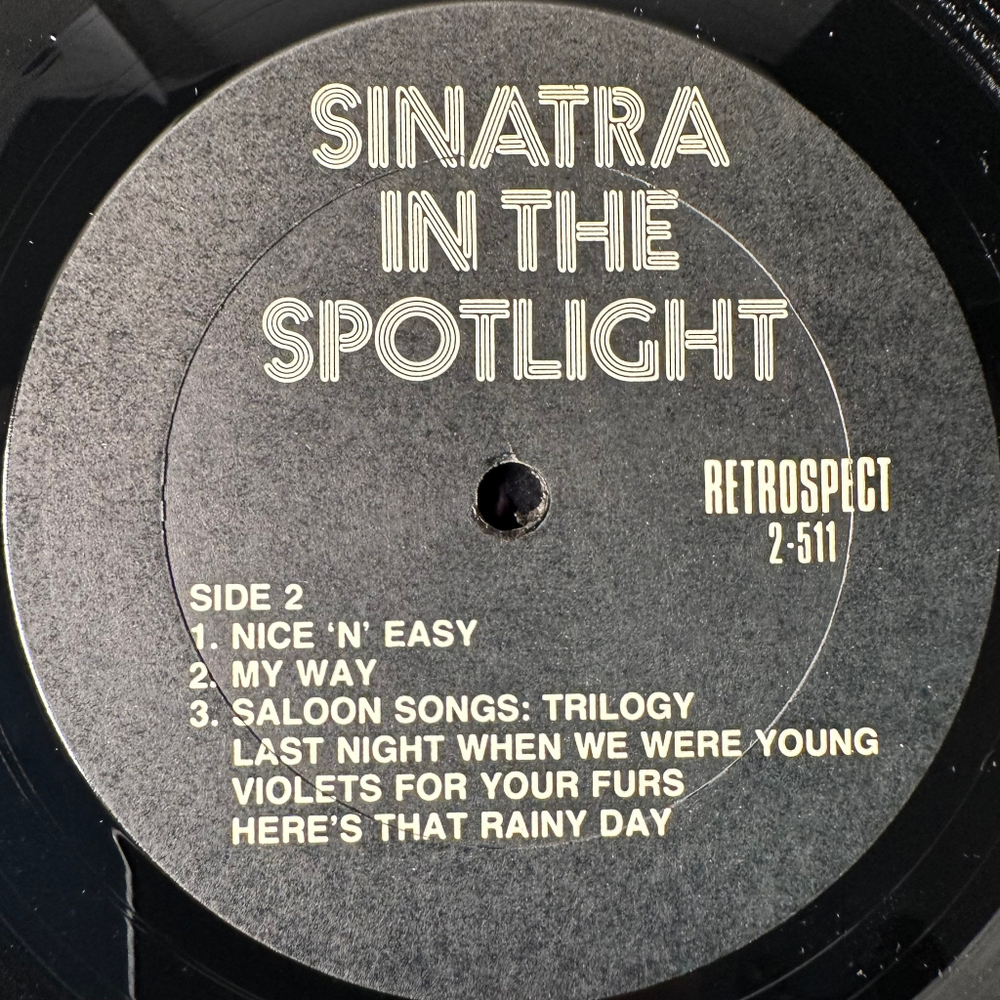 SINATRA
IN THE
SPOTLIGHT
RETROSPECT
2-511
SIDE 2
1. NICE ‘N’ EASY
2. MY WAY
3. SALOON SONGS: TRILOGY
LAST NIGHT WHEN WE WERE YOUNG
VIOLETS FOR YOUR FURS
HERE’S THAT RAINY DAY